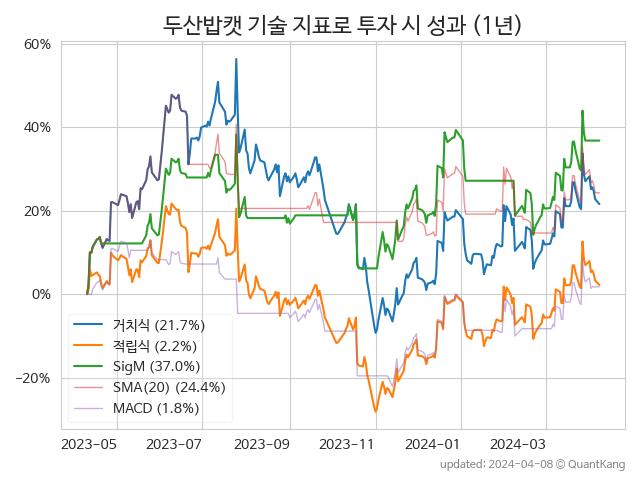 두산밥캣 기술 지표로 투자 시 성과 (1년)
60%
40%
20%
0%
−20%
거치식 (21.7%)
적립식 (2.2%)
SigM (37.0%)
SMA(20) (24.4%)
MACD (1.8%)
2023-05 2023-07 2023-09 2023-11 2024-01 2024-03
updated: 2024-04-08 © QuantKang